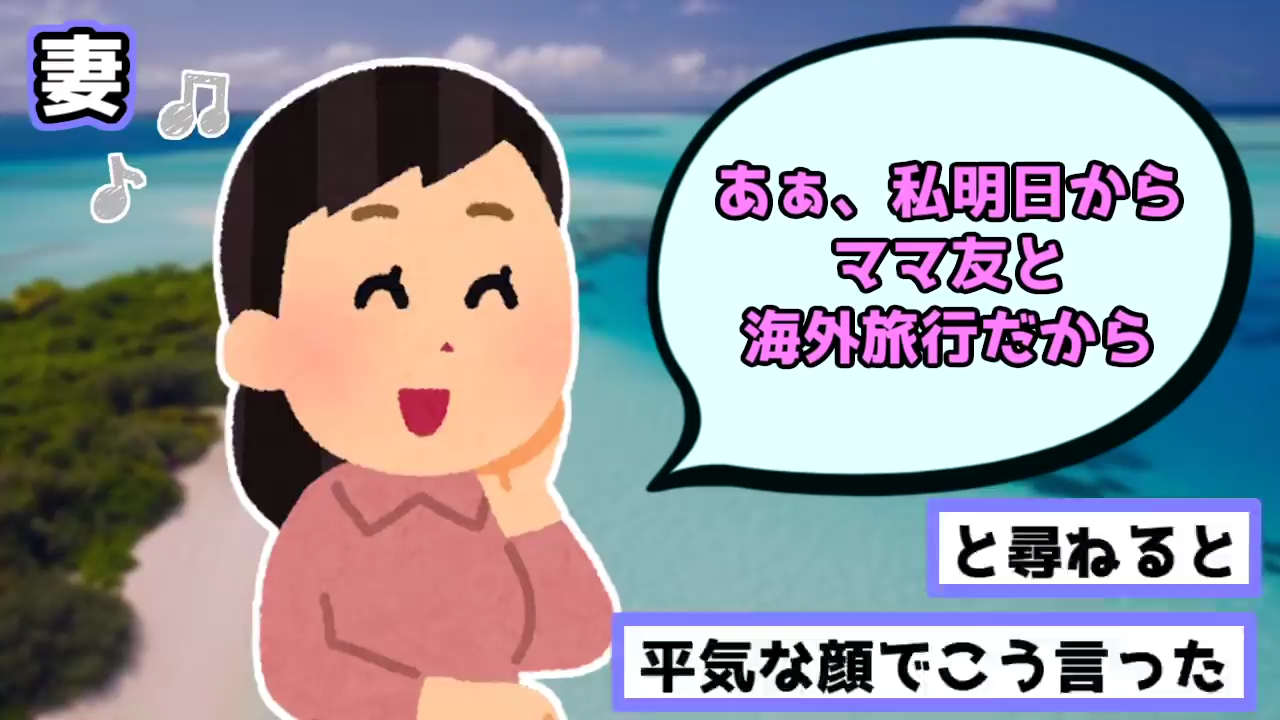 妻
あぁ、私明日から
ママ友と
海外旅行だから
と尋ねると
平気な顔でこう言った